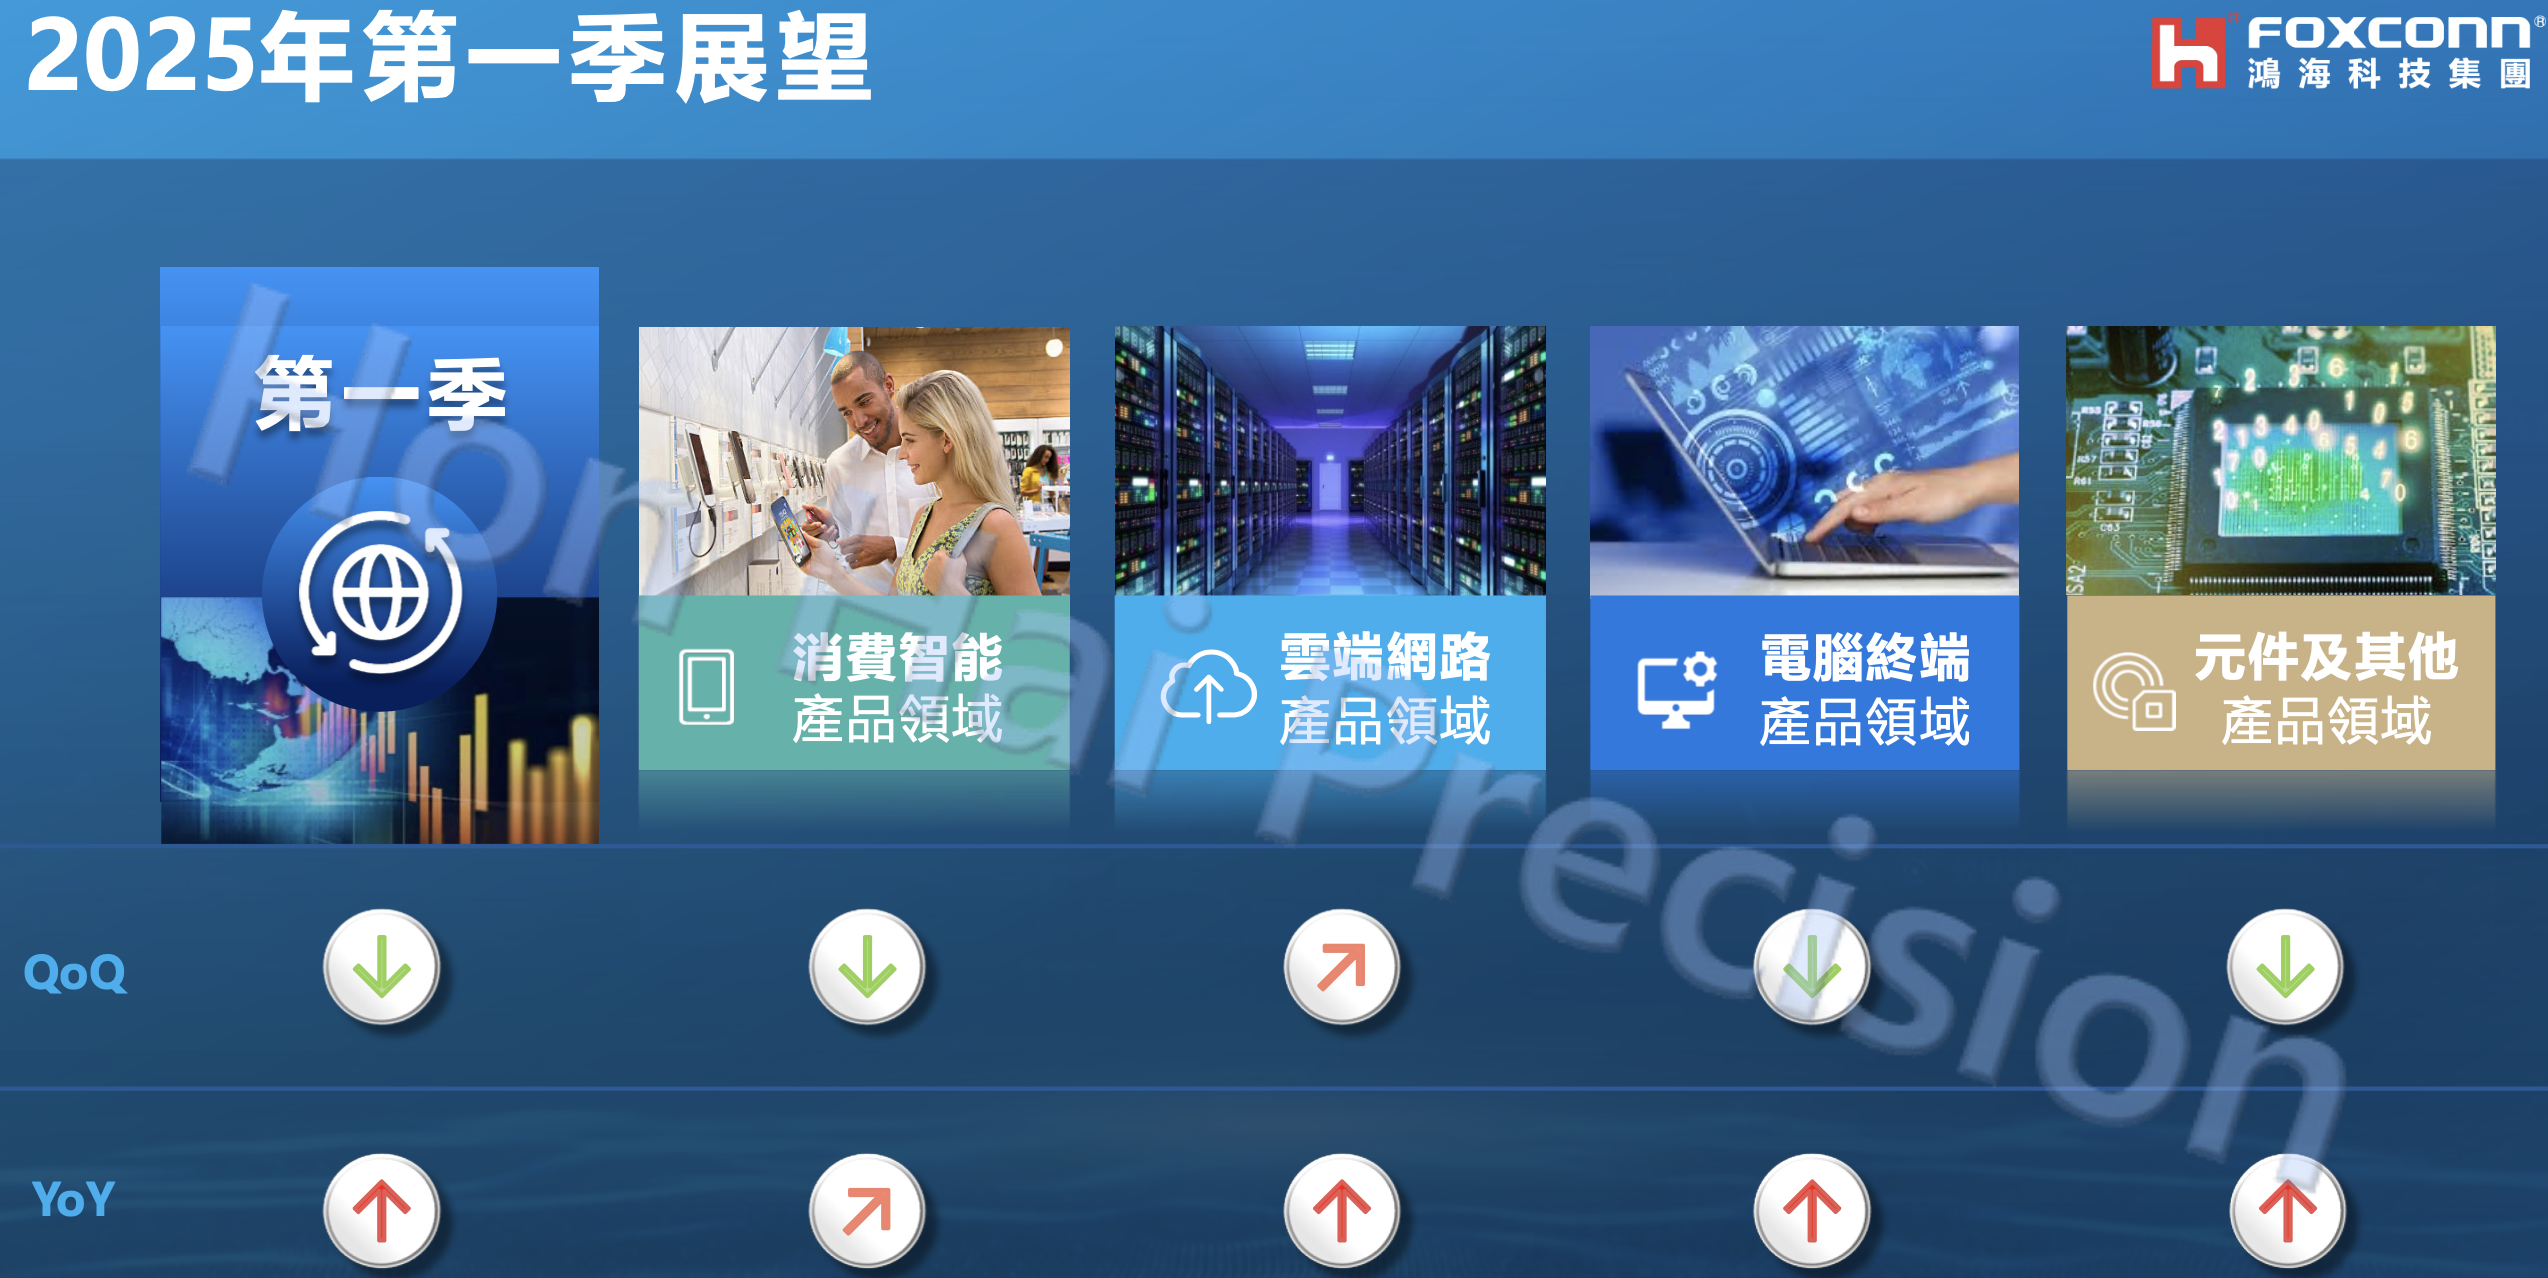 2025年第一季展望
FOXCONN®
鴻海科技集團
第一季
消費智能
產品領域
雲端網路
產品領域
電腦終端
產品領域
元件及其他
產品領域
Hon Hai Precision
QoQ
YoY